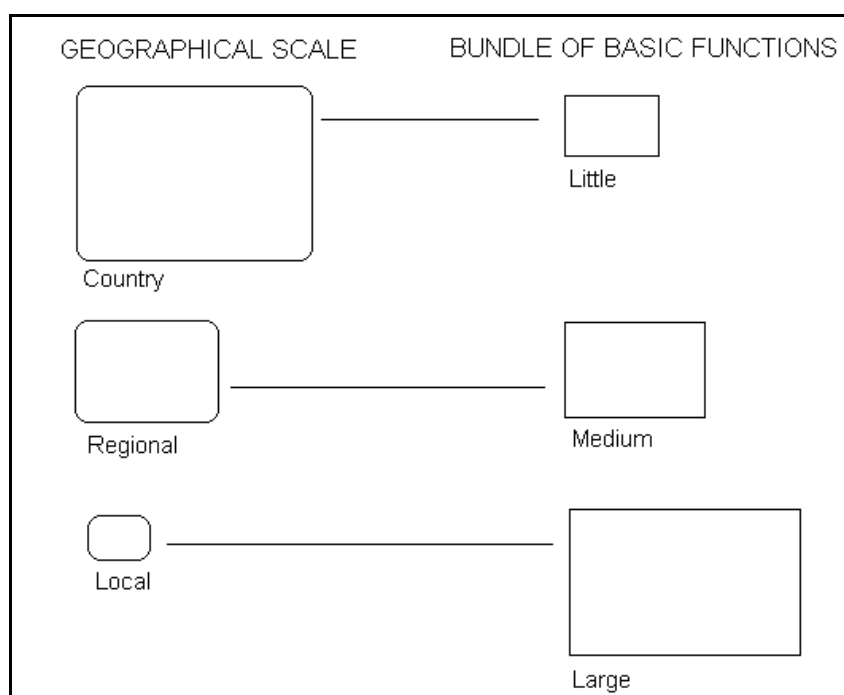 GEOGRAPHICAL SCALE
BUNDLE OF BASIC FUNCTIONS
Country
Little
Regional
Medium
Local
Large